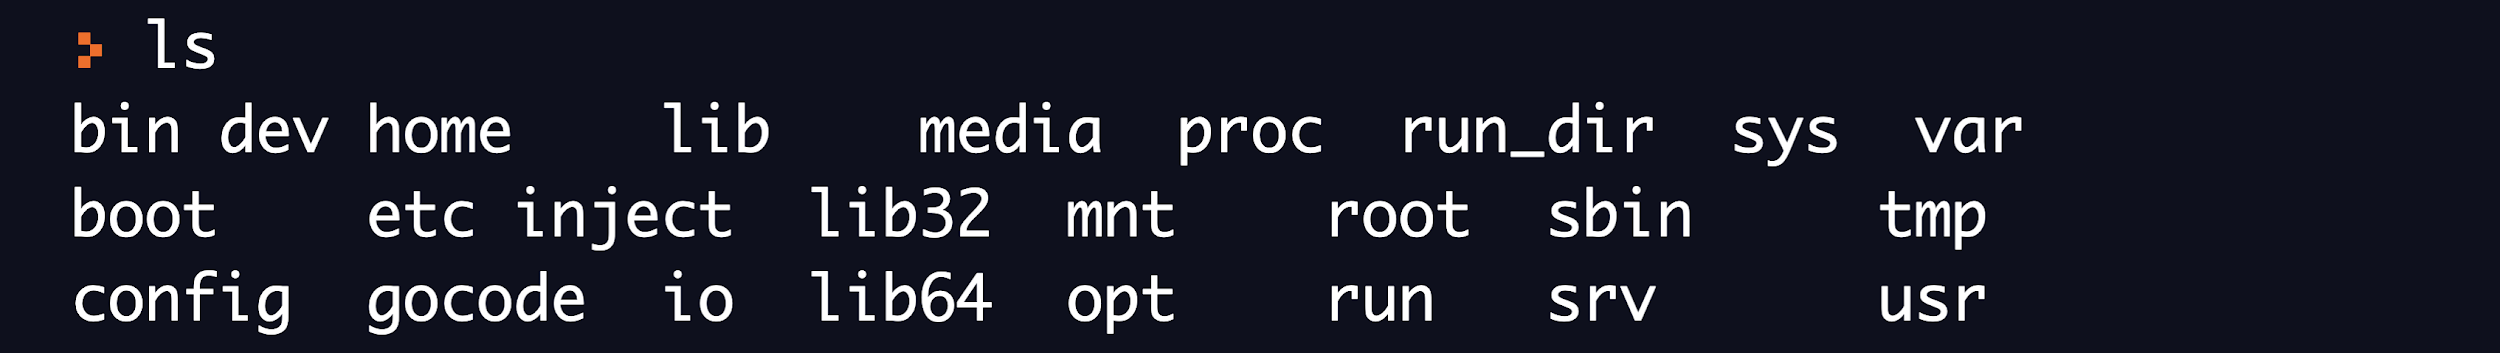 ls
bin dev home lib media proc run_dir sys var
boot etc inject lib32 mnt root sbin tmp
config gocode io lib64 opt run srv usr